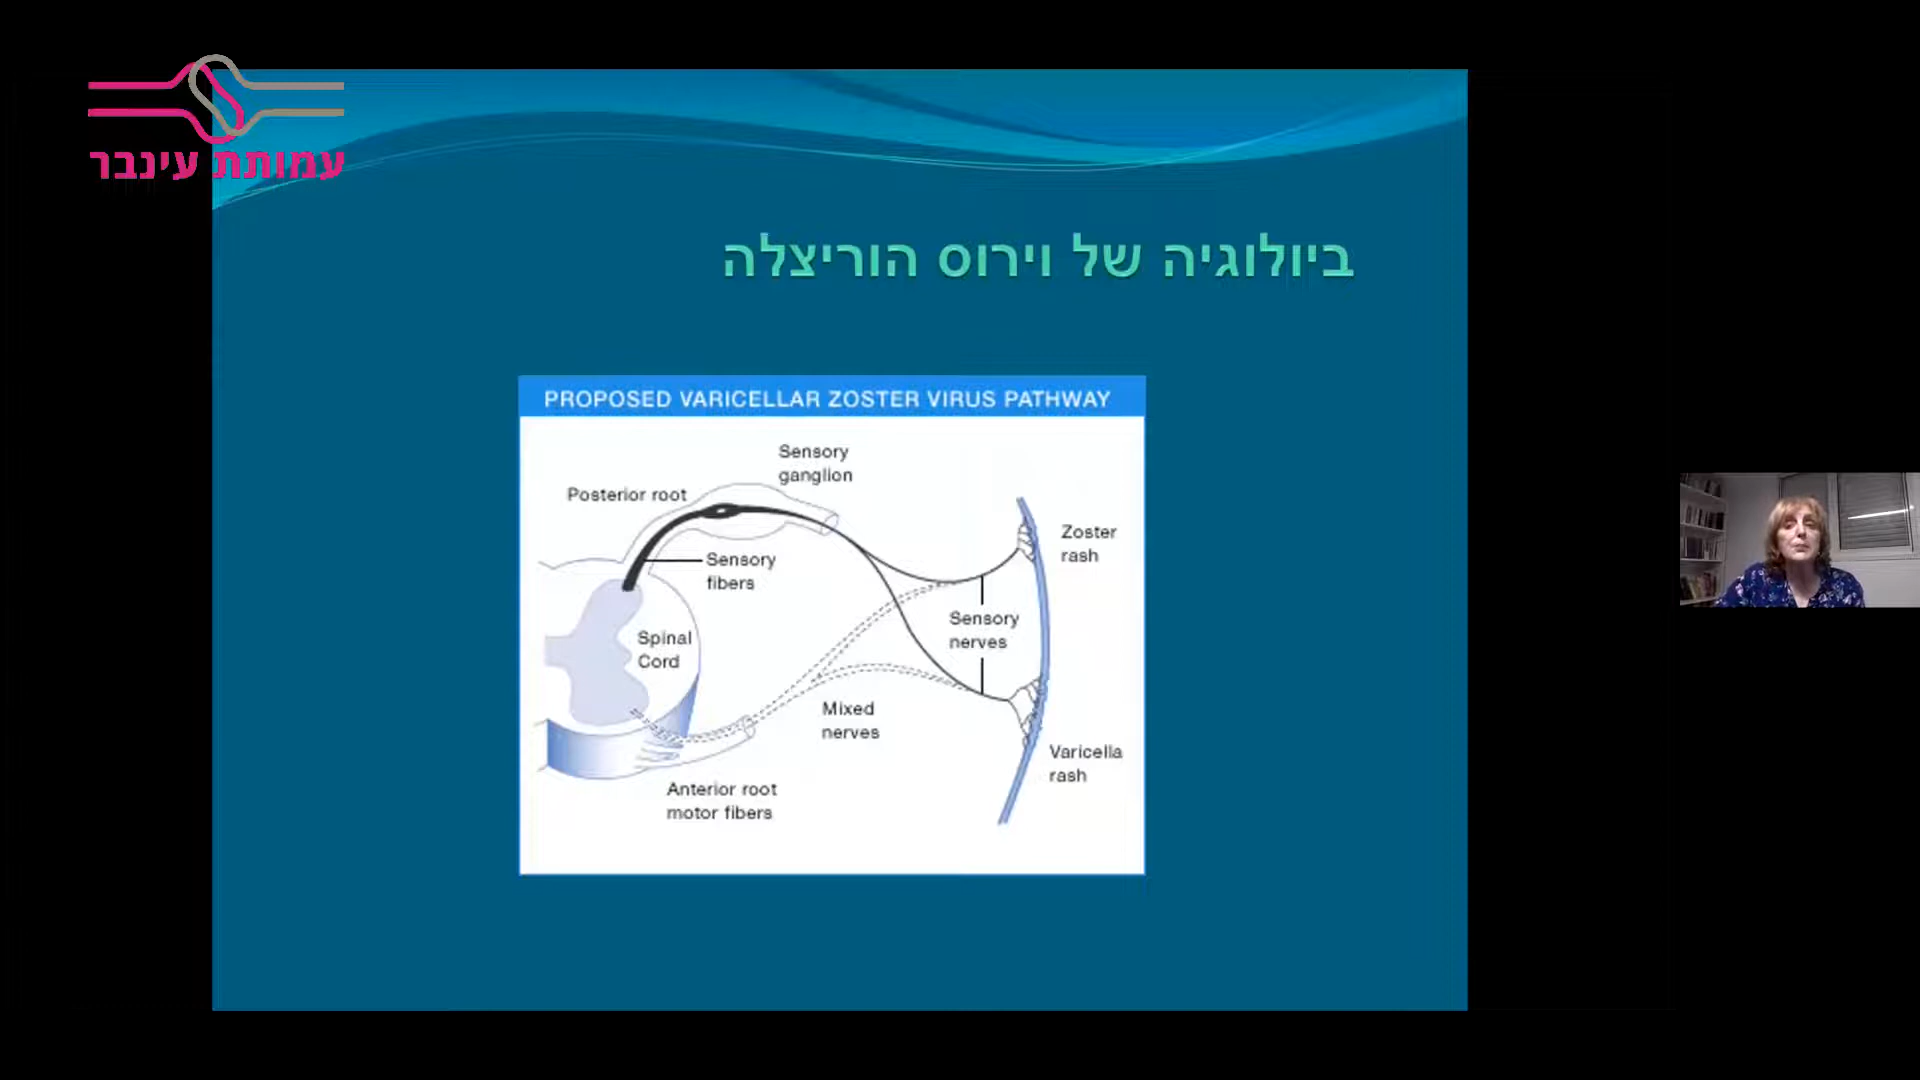 עמותת עינבר
ביולוגיה של וירוס הוריצלה
PROPOSED VARICELLAR ZOSTER VIRUS PATHWAY
Sensory
ganglion
Posterior root
Zoster
rash
Sensory
fibers
Sensory
nerves
Spinal
Cord
Mixed
nerves
Varicella
rash
Anterior root
motor fibers